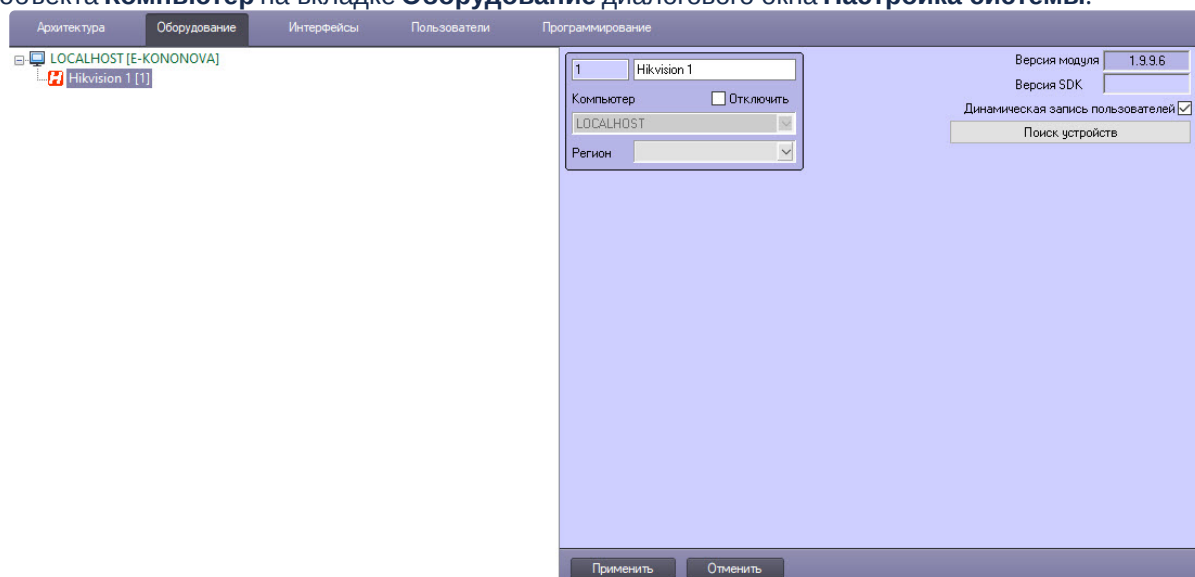 объекта Компьютер на вкладке Оборудование диалогового окна Настройка системы.
Архитектура Оборудование Интерфейсы Пользователи Программирование
LOCALHOST [E-KONONOVA]
Hikvision 1 [1]
1 Hikvision 1
Компьютер Отключить
LOCALHOST
Регион
Версия модуля 1.9.9.6
Версия SDK
Динамическая запись пользователей
Поиск устройств
Применить Отменить